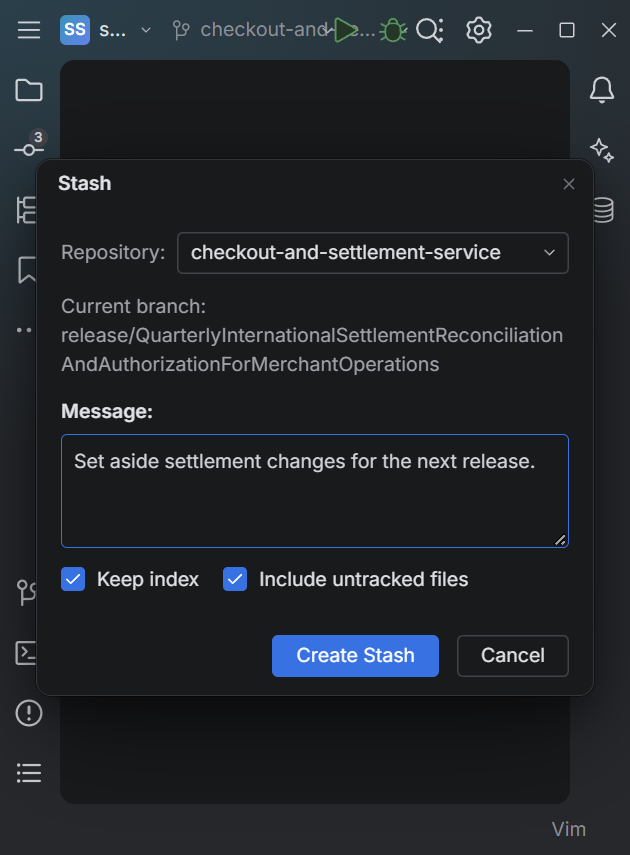 SS s...
checkout-and
3
Stash
Repository: checkout-and-settlement-service
Current branch:
release/QuarterlyInternationalSettlementReconciliation
AndAuthorizationForMerchantOperations
Message:
Set aside settlement changes for the next release.
Keep index Include untracked files
Create Stash Cancel
Vim